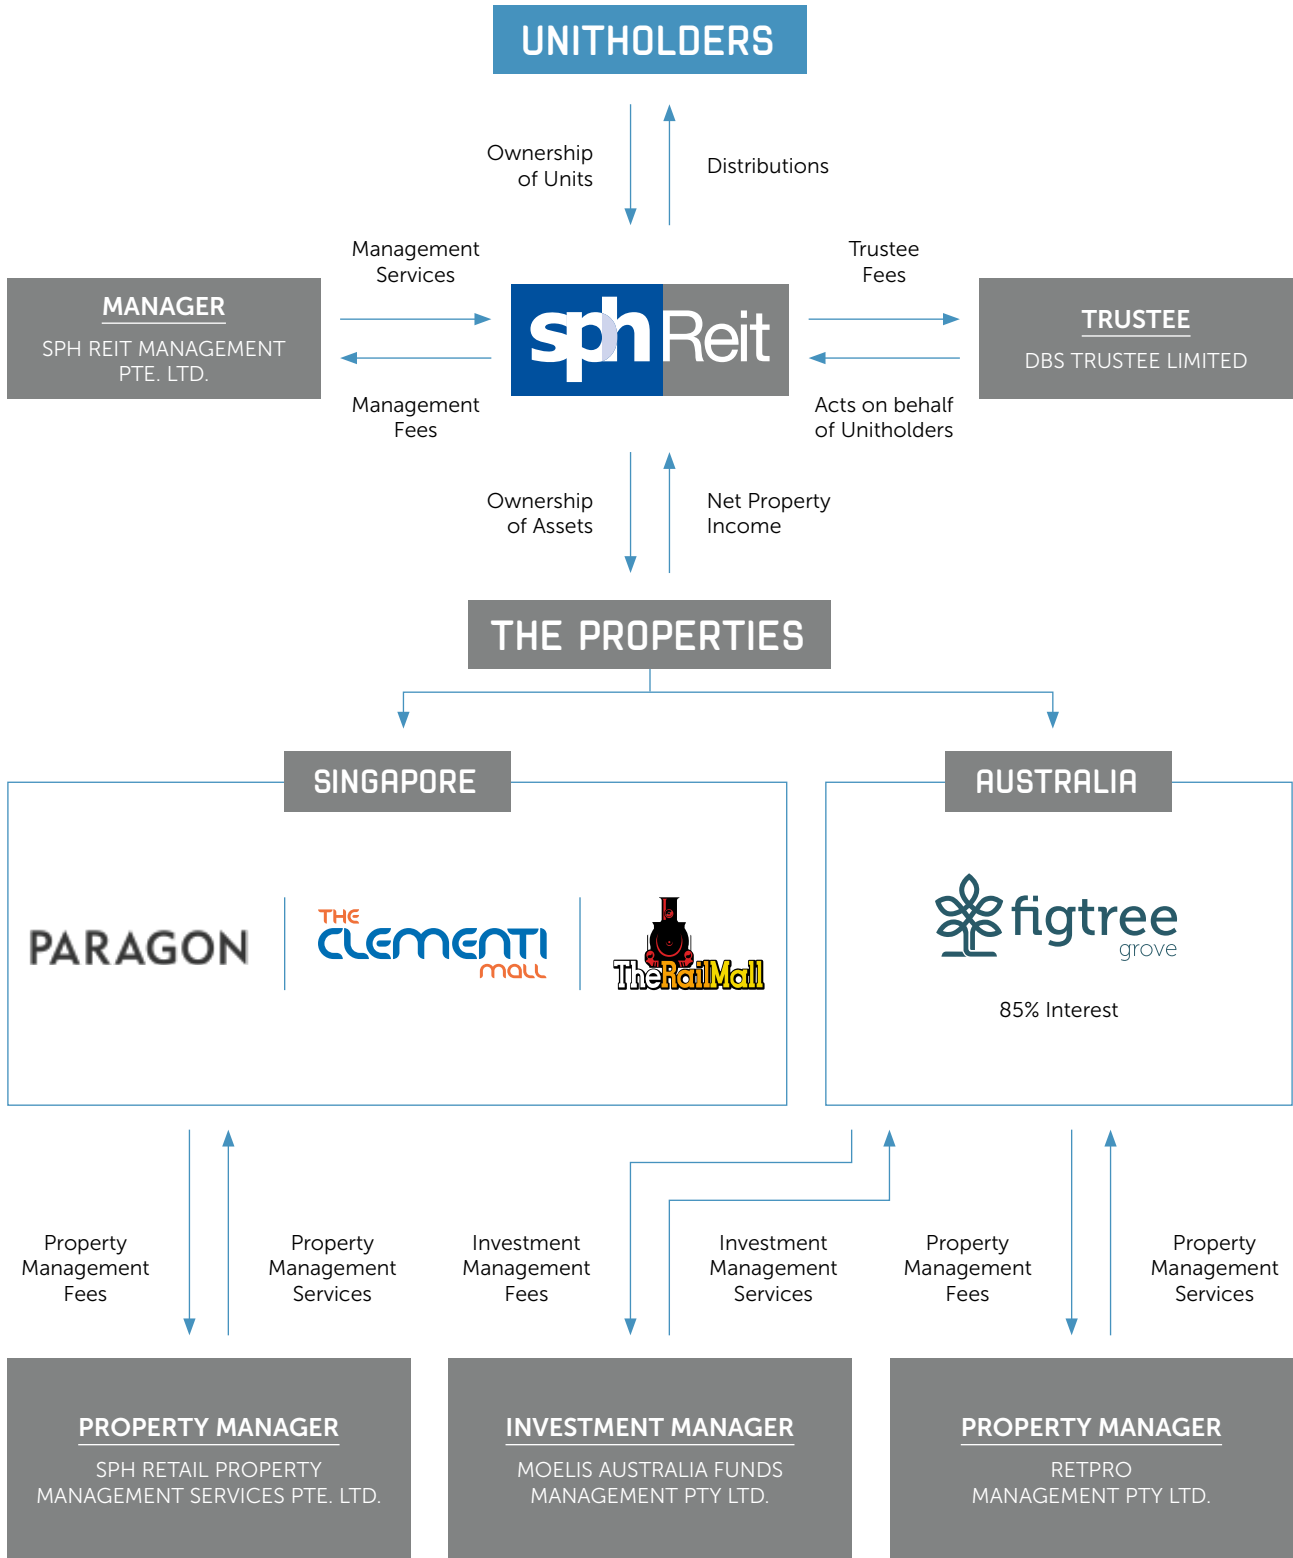 UNITHOLDERS
Ownership
of Units
Distributions
Management
Services
Trustee
Fees
MANAGER
SPH REIT MANAGEMENT
PTE. LTD.
sph Reit
TRUSTEE
DBS TRUSTEE LIMITED
Management
Fees
Acts on behalf
of Unitholders
Ownership
of Assets
Net Property
Income
THE PROPERTIES
SINGAPORE
AUSTRALIA
PARAGON
THE
CLEMENTI
MALL
TheRailMall
figtree
grove
85% Interest
Property
Management
Fees
Property
Management
Services
Investment
Management
Fees
Investment
Management
Services
Property
Management
Fees
Property
Management
Services
PROPERTY MANAGER
SPH RETAIL PROPERTY
MANAGEMENT SERVICES PTE. LTD.
INVESTMENT MANAGER
MOELIS AUSTRALIA FUNDS
MANAGEMENT PTY LTD.
PROPERTY MANAGER
RETPRO
MANAGEMENT PTY LTD.